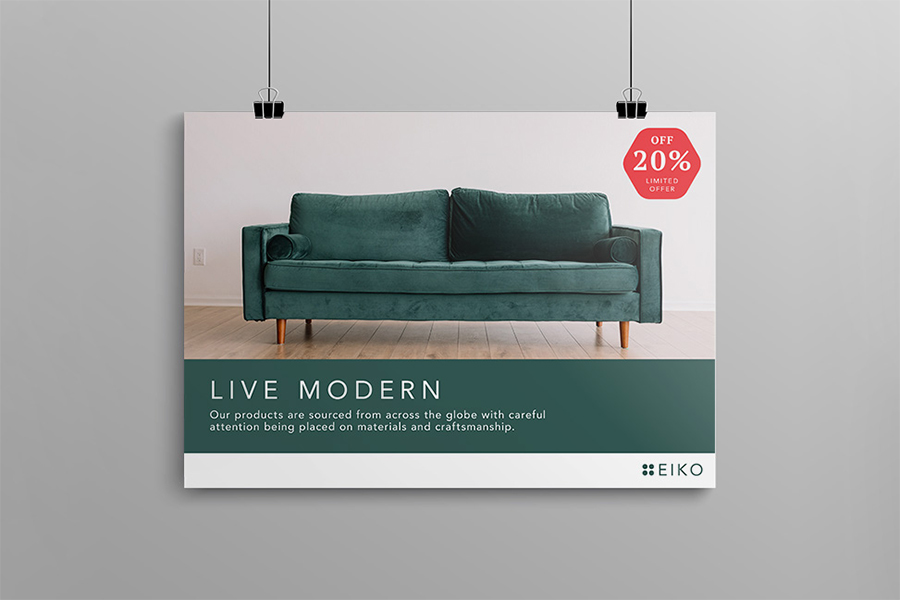 OFF
20%
LIMITED
OFFER
LIVE MODERN
Our products are sourced from across the globe with careful
attention being placed on materials and craftsmanship.
EIKO